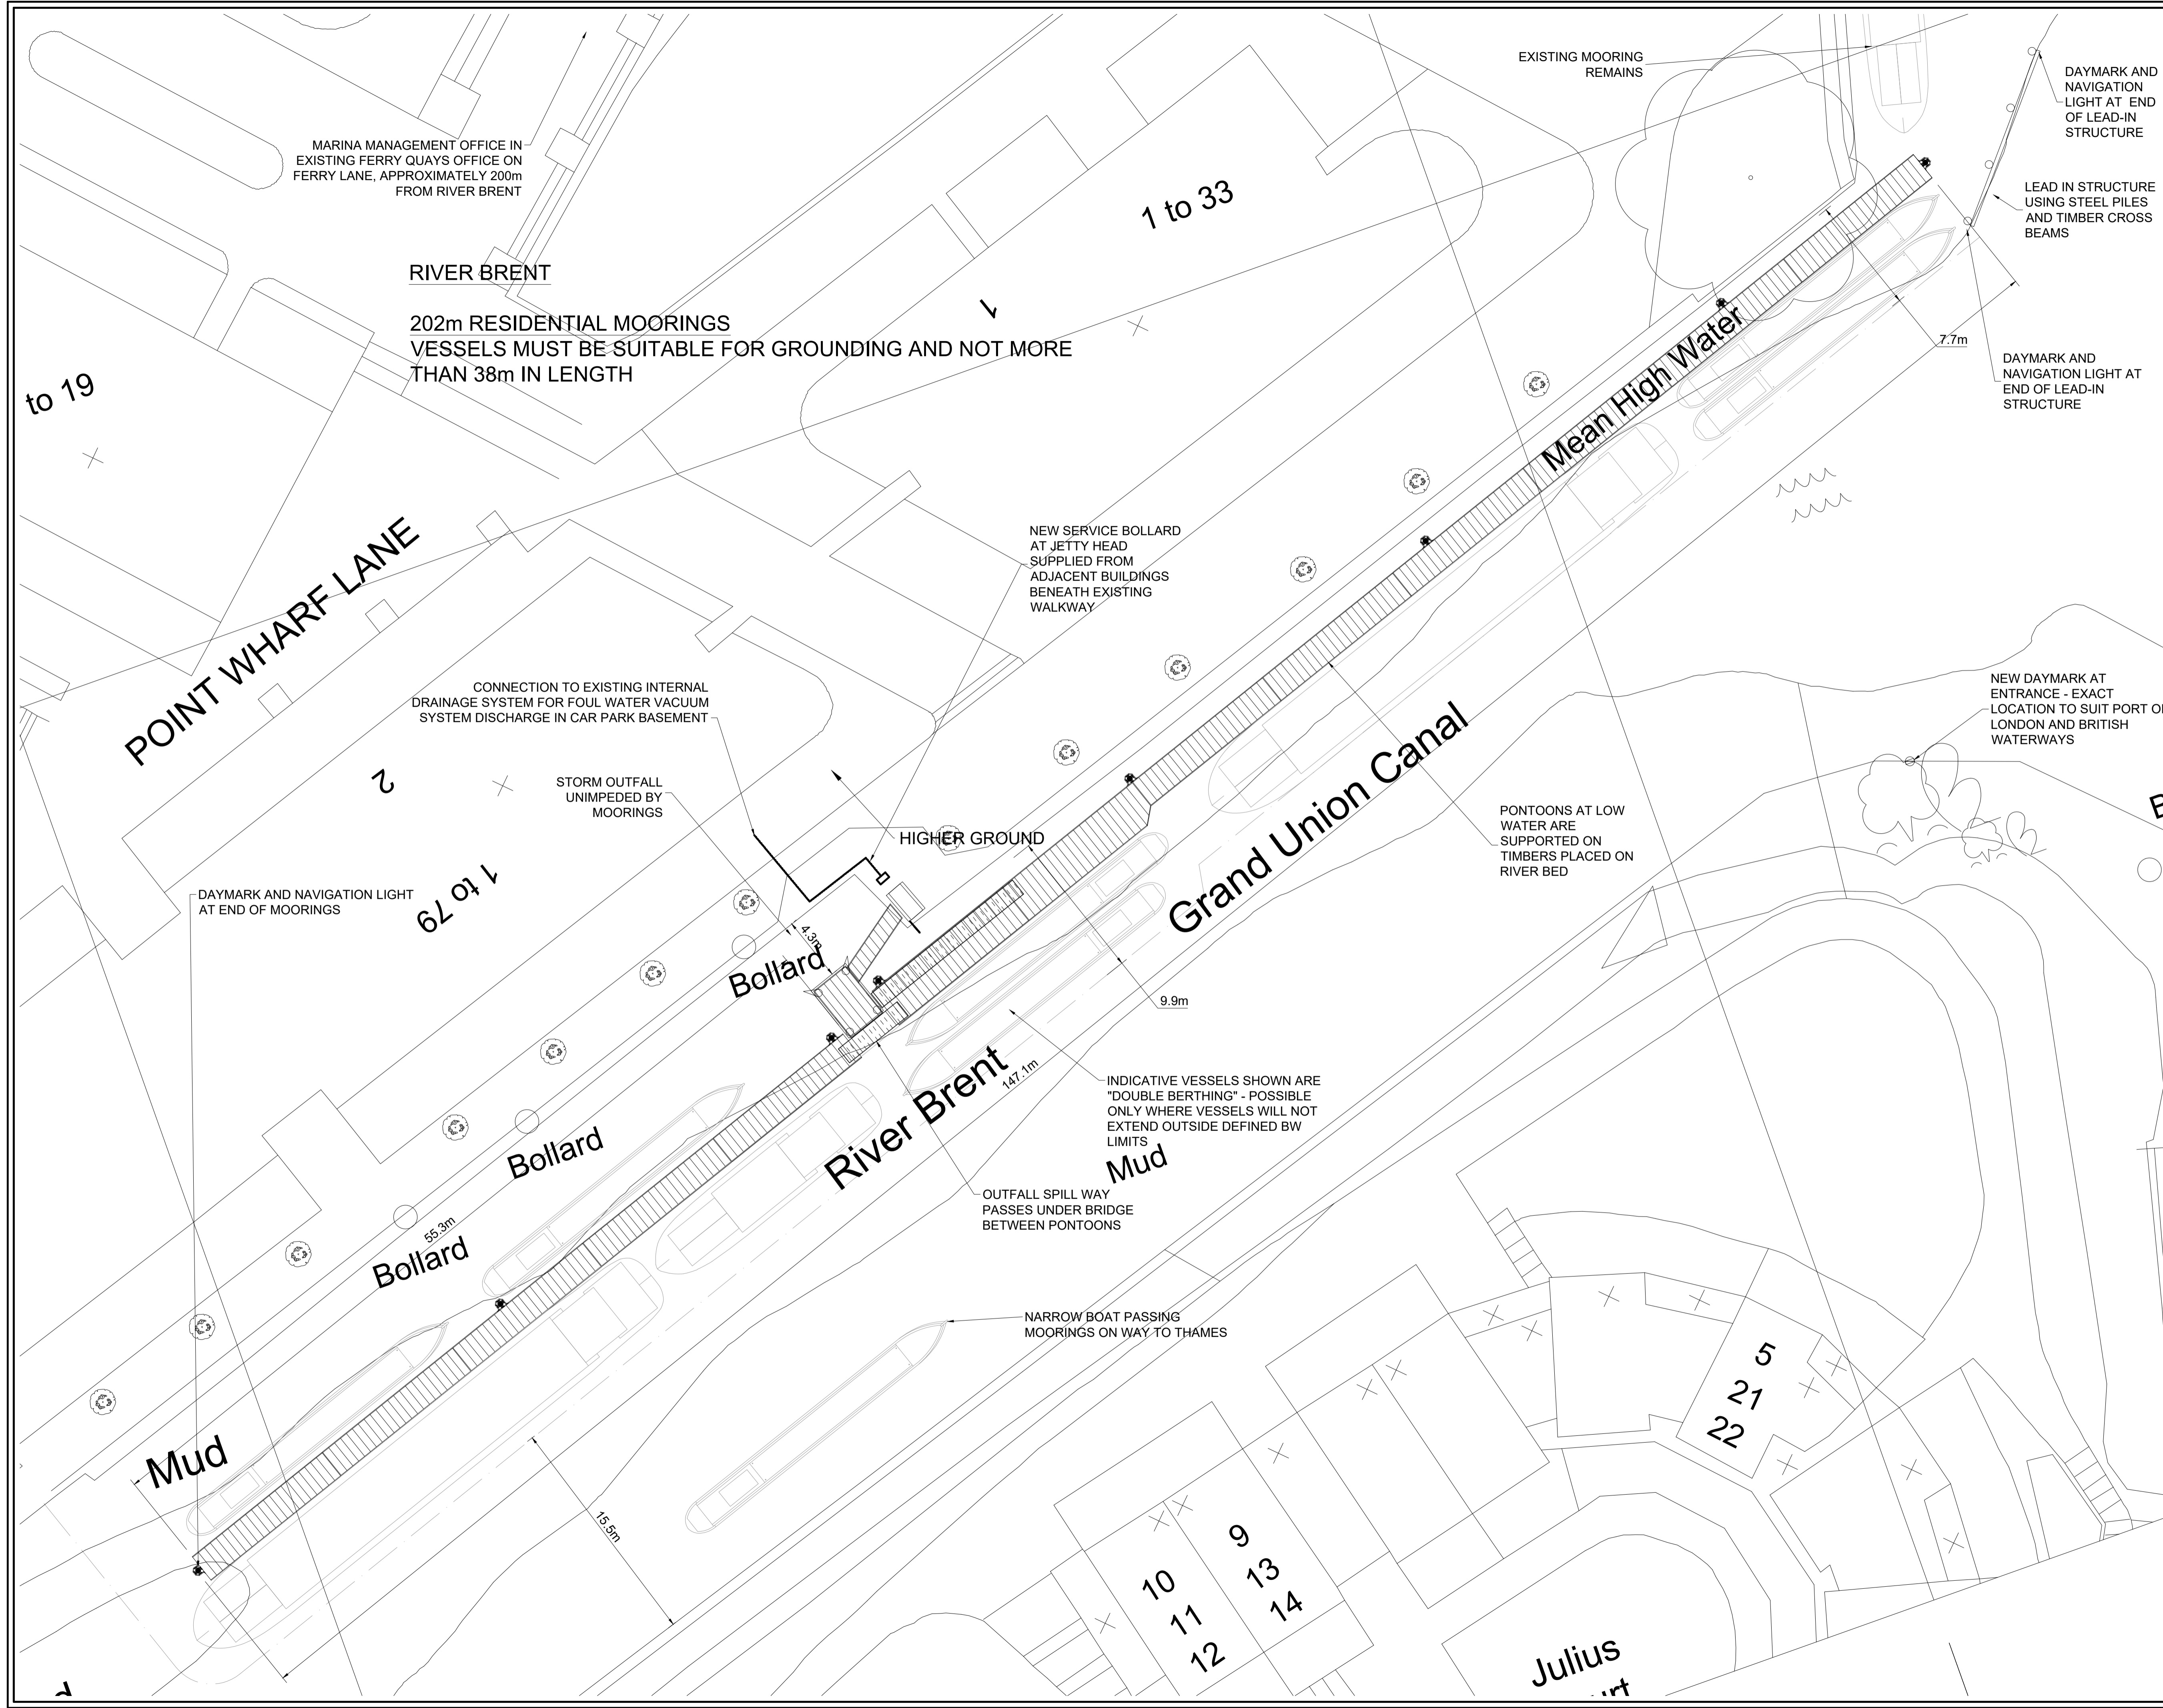 EXISTING MOORING
REMAINS
DAYMARK AND
NAVIGATION
LIGHT AT END
OF LEAD-IN
STRUCTURE
MARINA MANAGEMENT OFFICE IN
EXISTING FERRY QUAYS OFFICE ON
FERRY LANE, APPROXIMATELY 200m
FROM RIVER BRENT
LEAD IN STRUCTURE
USING STEEL PILES
AND TIMBER CROSS
BEAMS
1 to 33
RIVER BRENT
202m RESIDENTIAL MOORINGS
VESSELS MUST BE SUITABLE FOR GROUNDING AND NOT MORE
THAN 38m IN LENGTH
1
7.7m
DAYMARK AND
NAVIGATION LIGHT AT
END OF LEAD-IN
STRUCTURE
to 19
Mean High Water
NEW SERVICE BOLLARD
AT JETTY HEAD
SUPPLIED FROM
ADJACENT BUILDINGS
BENEATH EXISTING
WALKWAY
POINT WHARF LANE
CONNECTION TO EXISTING INTERNAL
DRAINAGE SYSTEM FOR FOUL WATER VACUUM
SYSTEM DISCHARGE IN CAR PARK BASEMENT
NEW DAYMARK AT
ENTRANCE - EXACT
LOCATION TO SUIT PORT O
LONDON AND BRITISH
WATERWAYS
2
STORM OUTFALL
UNIMPEDED BY
MOORINGS
HIGHER GROUND
Grand Union Canal
PONTOONS AT LOW
WATER ARE
SUPPORTED ON
TIMBERS PLACED ON
RIVER BED
DAYMARK AND NAVIGATION LIGHT
AT END OF MOORINGS
1 to 79
4.3m
Bollard
9.9m
River Brent
147.1m
INDICATIVE VESSELS SHOWN ARE
"DOUBLE BERTHING" - POSSIBLE
ONLY WHERE VESSELS WILL NOT
EXTEND OUTSIDE DEFINED BW
LIMITS
Mud
Bollard
OUTFALL SPILL WAY
PASSES UNDER BRIDGE
BETWEEN PONTOONS
55.3m
Bollard
NARROW BOAT PASSING
MOORINGS ON WAY TO THAMES
5
21
22
Mud
15.5m
9
13
14
10
11
12
Julius